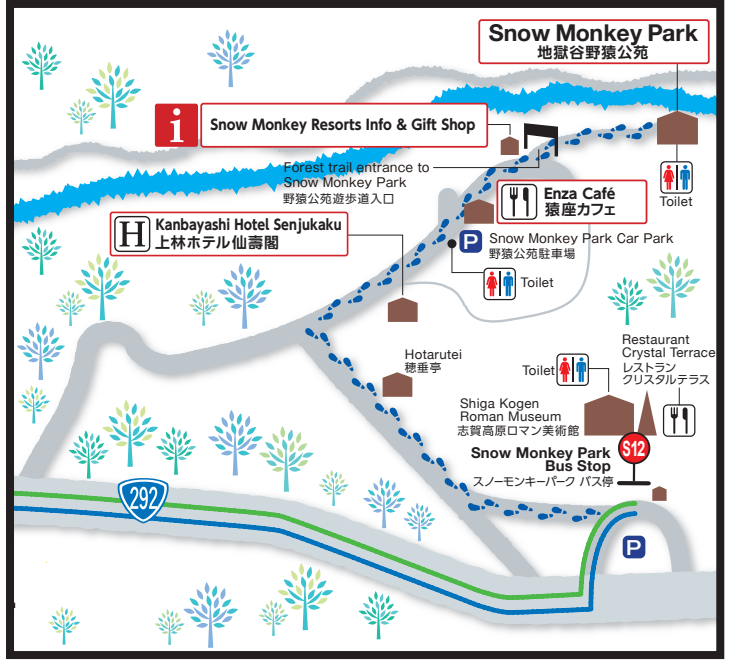 Snow Monkey Park
地獄谷野猿公苑
i
Snow Monkey Resorts Info & Gift Shop
Forest trail entrance to
Snow Monkey Park
野猿公苑遊歩道入口
Toilet
Enza Café
猿座カフェ
H
Kanbayashi Hotel Senjukaku
上林ホテル仙壽閣
P
Snow Monkey Park Car Park
野猿公苑駐車場
Toilet
Hotarutei
穂垂亭
Restaurant
Crystal Terrace
レストラン
クリスタルテラス
Toilet
Shiga Kogen
Roman Museum
志賀高原ロマン美術館
Snow Monkey Park
Bus Stop
スノーモンキーパーク バス停
S12
292
P